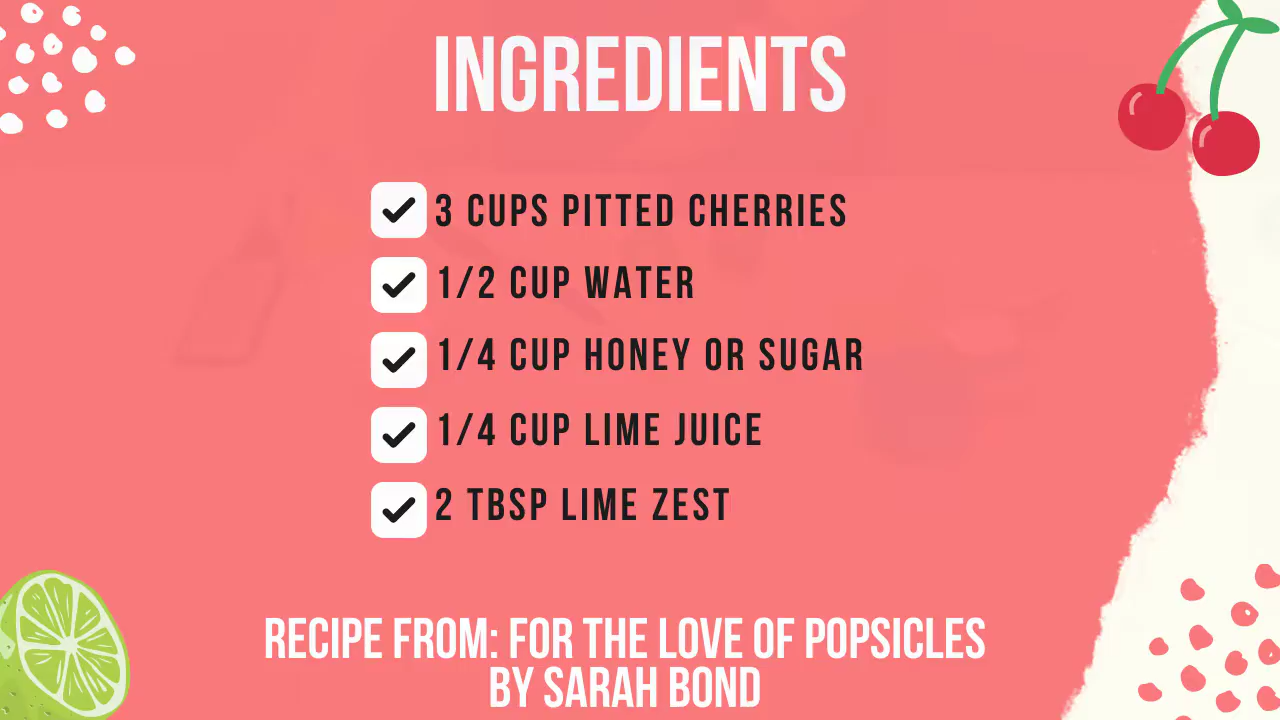 INGREDIENTS
3 CUPS PITTED CHERRIES
1/2 CUP WATER
1/4 CUP HONEY OR SUGAR
1/4 CUP LIME JUICE
2 TBSP LIME ZEST
RECIPE FROM: FOR THE LOVE OF POPSICLES
BY SARAH BOND